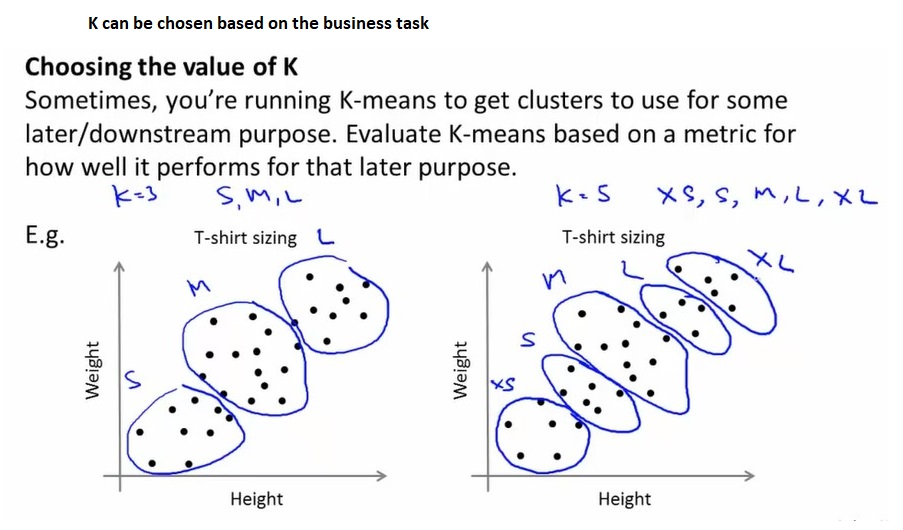 K can be chosen based on the business task
Choosing the value of K
Sometimes, you're running K-means to get clusters to use for some
later/downstream purpose. Evaluate K-means based on a metric for
how well it performs for that later purpose.
K=3 S, M, L
K=5 XS, S, M, L, XL
E.g.
T-shirt sizing L
M
S
Weight
Height
T-shirt sizing
XL
L
M
S
XS
Weight
Height